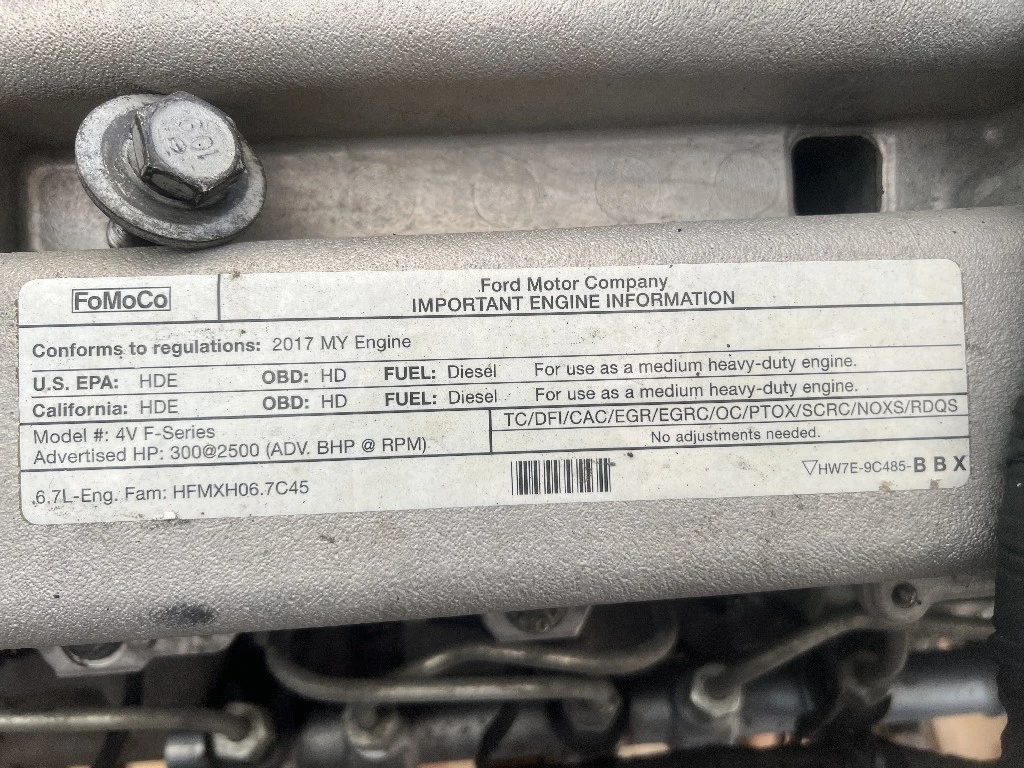 10.9
FoMoCo
Ford Motor Company
IMPORTANT ENGINE INFORMATION
Conforms to regulations: 2017 MY Engine
U.S. EPA: HDE OBD: HD FUEL: Diesel For use as a medium heavy-duty engine.
California: HDE OBD: HD FUEL: Diesel For use as a medium heavy-duty engine.
Model #: 4V F-Series
Advertised HP: 300@2500 (ADV. BHP @ RPM)
TC/DFI/CAC/EGR/EGRC/OC/PTOX/SCRC/NOXS/RDQS
No adjustments needed.
6.7L-Eng. Fam: HFMXH06.7C45
HW7E-9C485-B B X